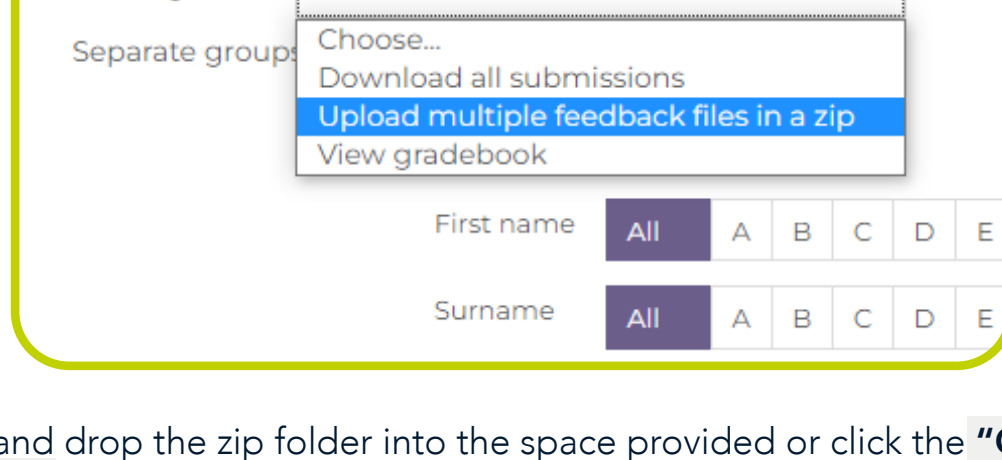 Choose...
Separate groups
Download all submissions
Upload multiple feedback files in a zip
View gradebook
First name All A B C D E
Surname All A B C D E
and drop the zip folder into the space provided or click the "